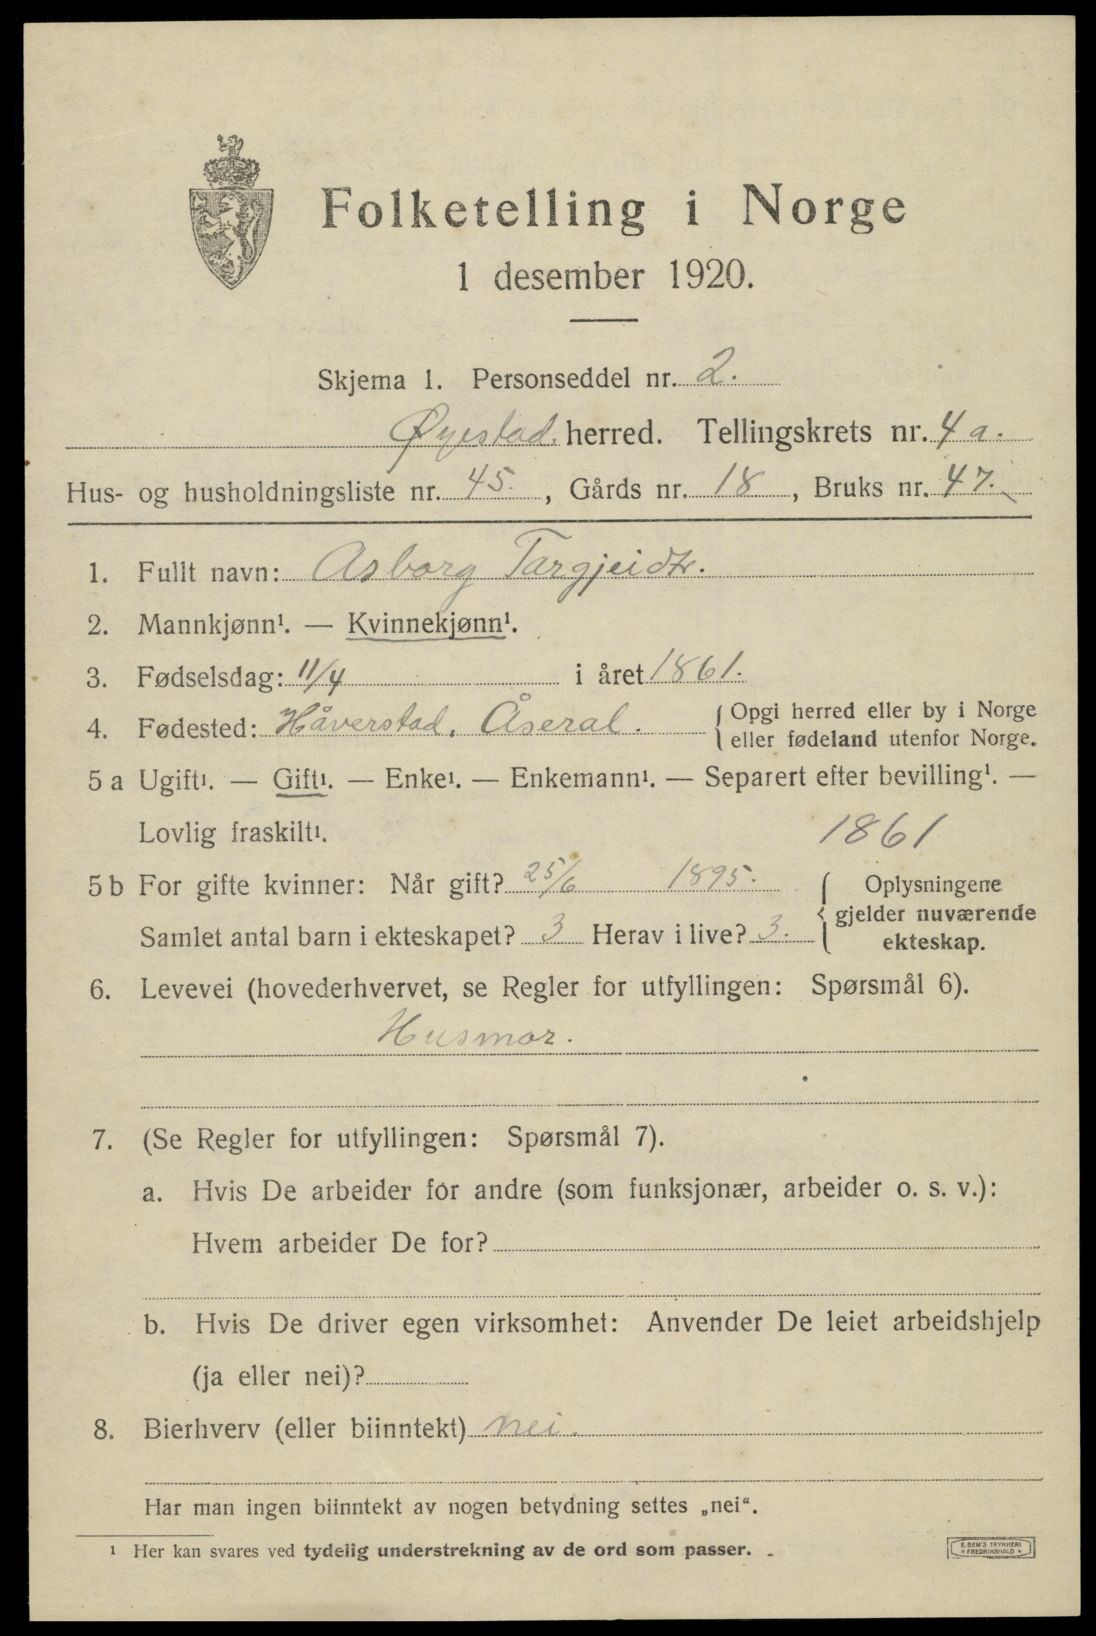 Folketelling i Norge
1 desember 1920.
Skjema 1. Personseddel nr. 2.
Øyestad. herred. Tellingskrets nr. 4 a.
Hus- og husholdningsliste nr. 45., Gårds nr. 18, Bruks nr. 47.
1. Fullt navn: Asborg Targjeidtr.
2. Mannkjønn¹. — Kvinnekjønn¹.
3. Fødselsdag: 11/4 i året 1861.
4. Fødested: Håverstad, Åseral. { Opgi herred eller by i Norge
eller fødeland utenfor Norge.
5 a Ugift¹. — Gift¹. — Enke¹. — Enkemann¹. — Separert efter bevilling¹. —
Lovlig fraskilt¹. 1861
5 b For gifte kvinner: Når gift? 25/6 1895. { Oplysningene
gjelder nuværende
Samlet antal barn i ekteskapet? 3 Herav i live? 3. ekteskap.
6. Levevei (hovederhvervet, se Regler for utfyllingen: Spørsmål 6).
Husmor.
7. (Se Regler for utfyllingen: Spørsmål 7).
a. Hvis De arbeider for andre (som funksjonær, arbeider o. s. v.):
Hvem arbeider De for?
b. Hvis De driver egen virksomhet: Anvender De leiet arbeidshjelp
(ja eller nei)?
8. Bierhverv (eller biinntekt) nei.
Har man ingen biinntekt av nogen betydning settes „nei“.
¹ Her kan svares ved tydelig understrekning av de ord som passer.
E. SEM'S TRYKKERI
FREDRIKSHALD